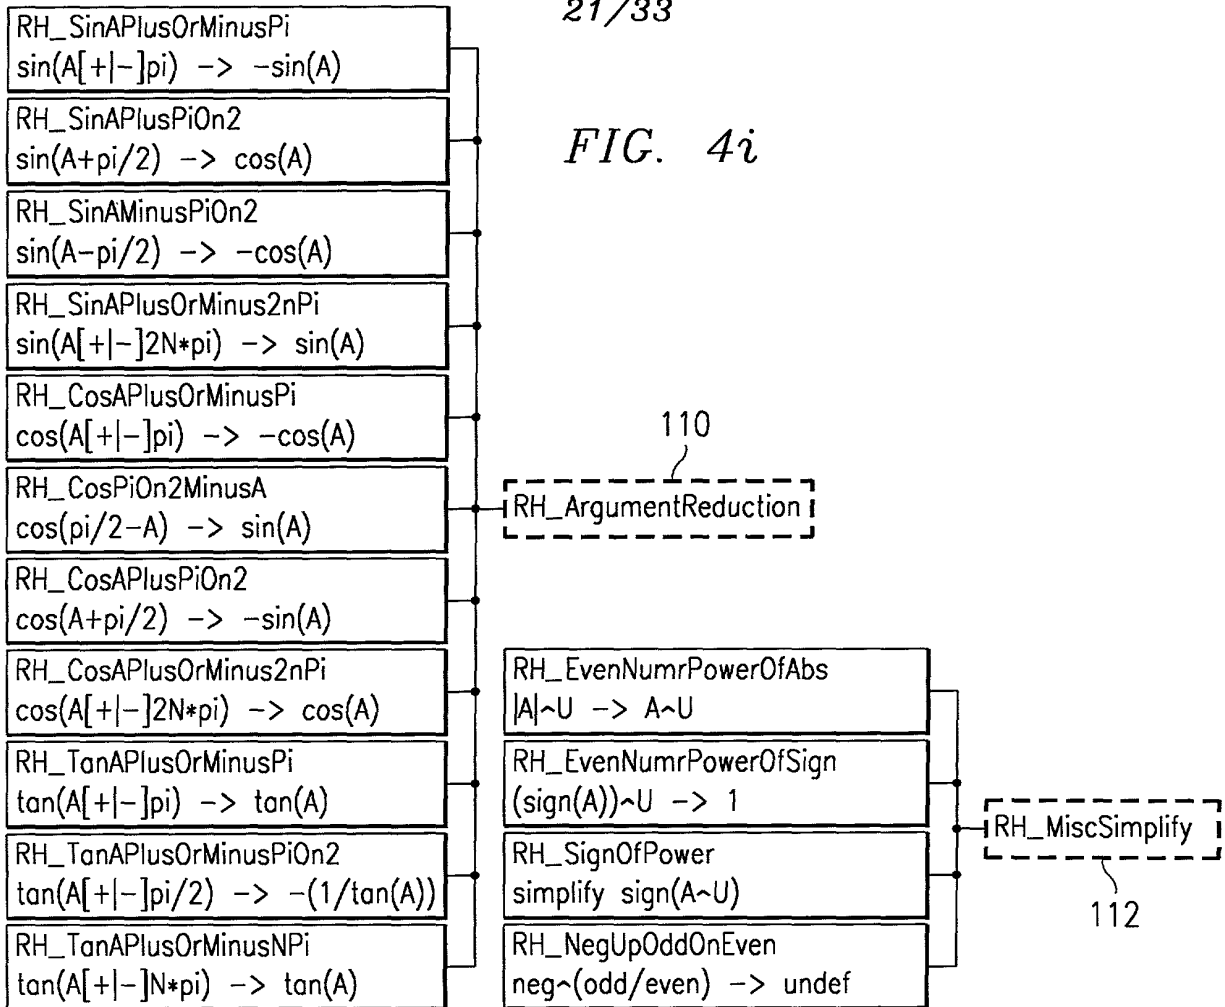 21/33
FIG. 4i
RH_SinAPlusOrMinusPi
sin(A[+|-]pi) -> -sin(A)
RH_SinAPlusPiOn2
sin(A+pi/2) -> cos(A)
RH_SinAMinusPiOn2
sin(A-pi/2) -> -cos(A)
RH_SinAPlusOrMinus2nPi
sin(A[+|-]2N*pi) -> sin(A)
RH_CosAPlusOrMinusPi
cos(A[+|-]pi) -> -cos(A)
RH_CosPiOn2MinusA
cos(pi/2-A) -> sin(A)
RH_CosAPlusPiOn2
cos(A+pi/2) -> -sin(A)
RH_CosAPlusOrMinus2nPi
cos(A[+|-]2N*pi) -> cos(A)
RH_TanAPlusOrMinusPi
tan(A[+|-]pi) -> tan(A)
RH_TanAPlusOrMinusPiOn2
tan(A[+|-]pi/2) -> -(1/tan(A))
RH_TanAPlusOrMinusNPi
tan(A[+|-]N*pi) -> tan(A)
110
RH_ArgumentReduction
RH_EvenNumrPowerOfAbs
|A|~U -> A~U
RH_EvenNumrPowerOfSign
(sign(A))~U -> 1
RH_SignOfPower
simplify sign(A~U)
RH_NegUpOddOnEven
neg~(odd/even) -> undef
RH_MiscSimplify
112